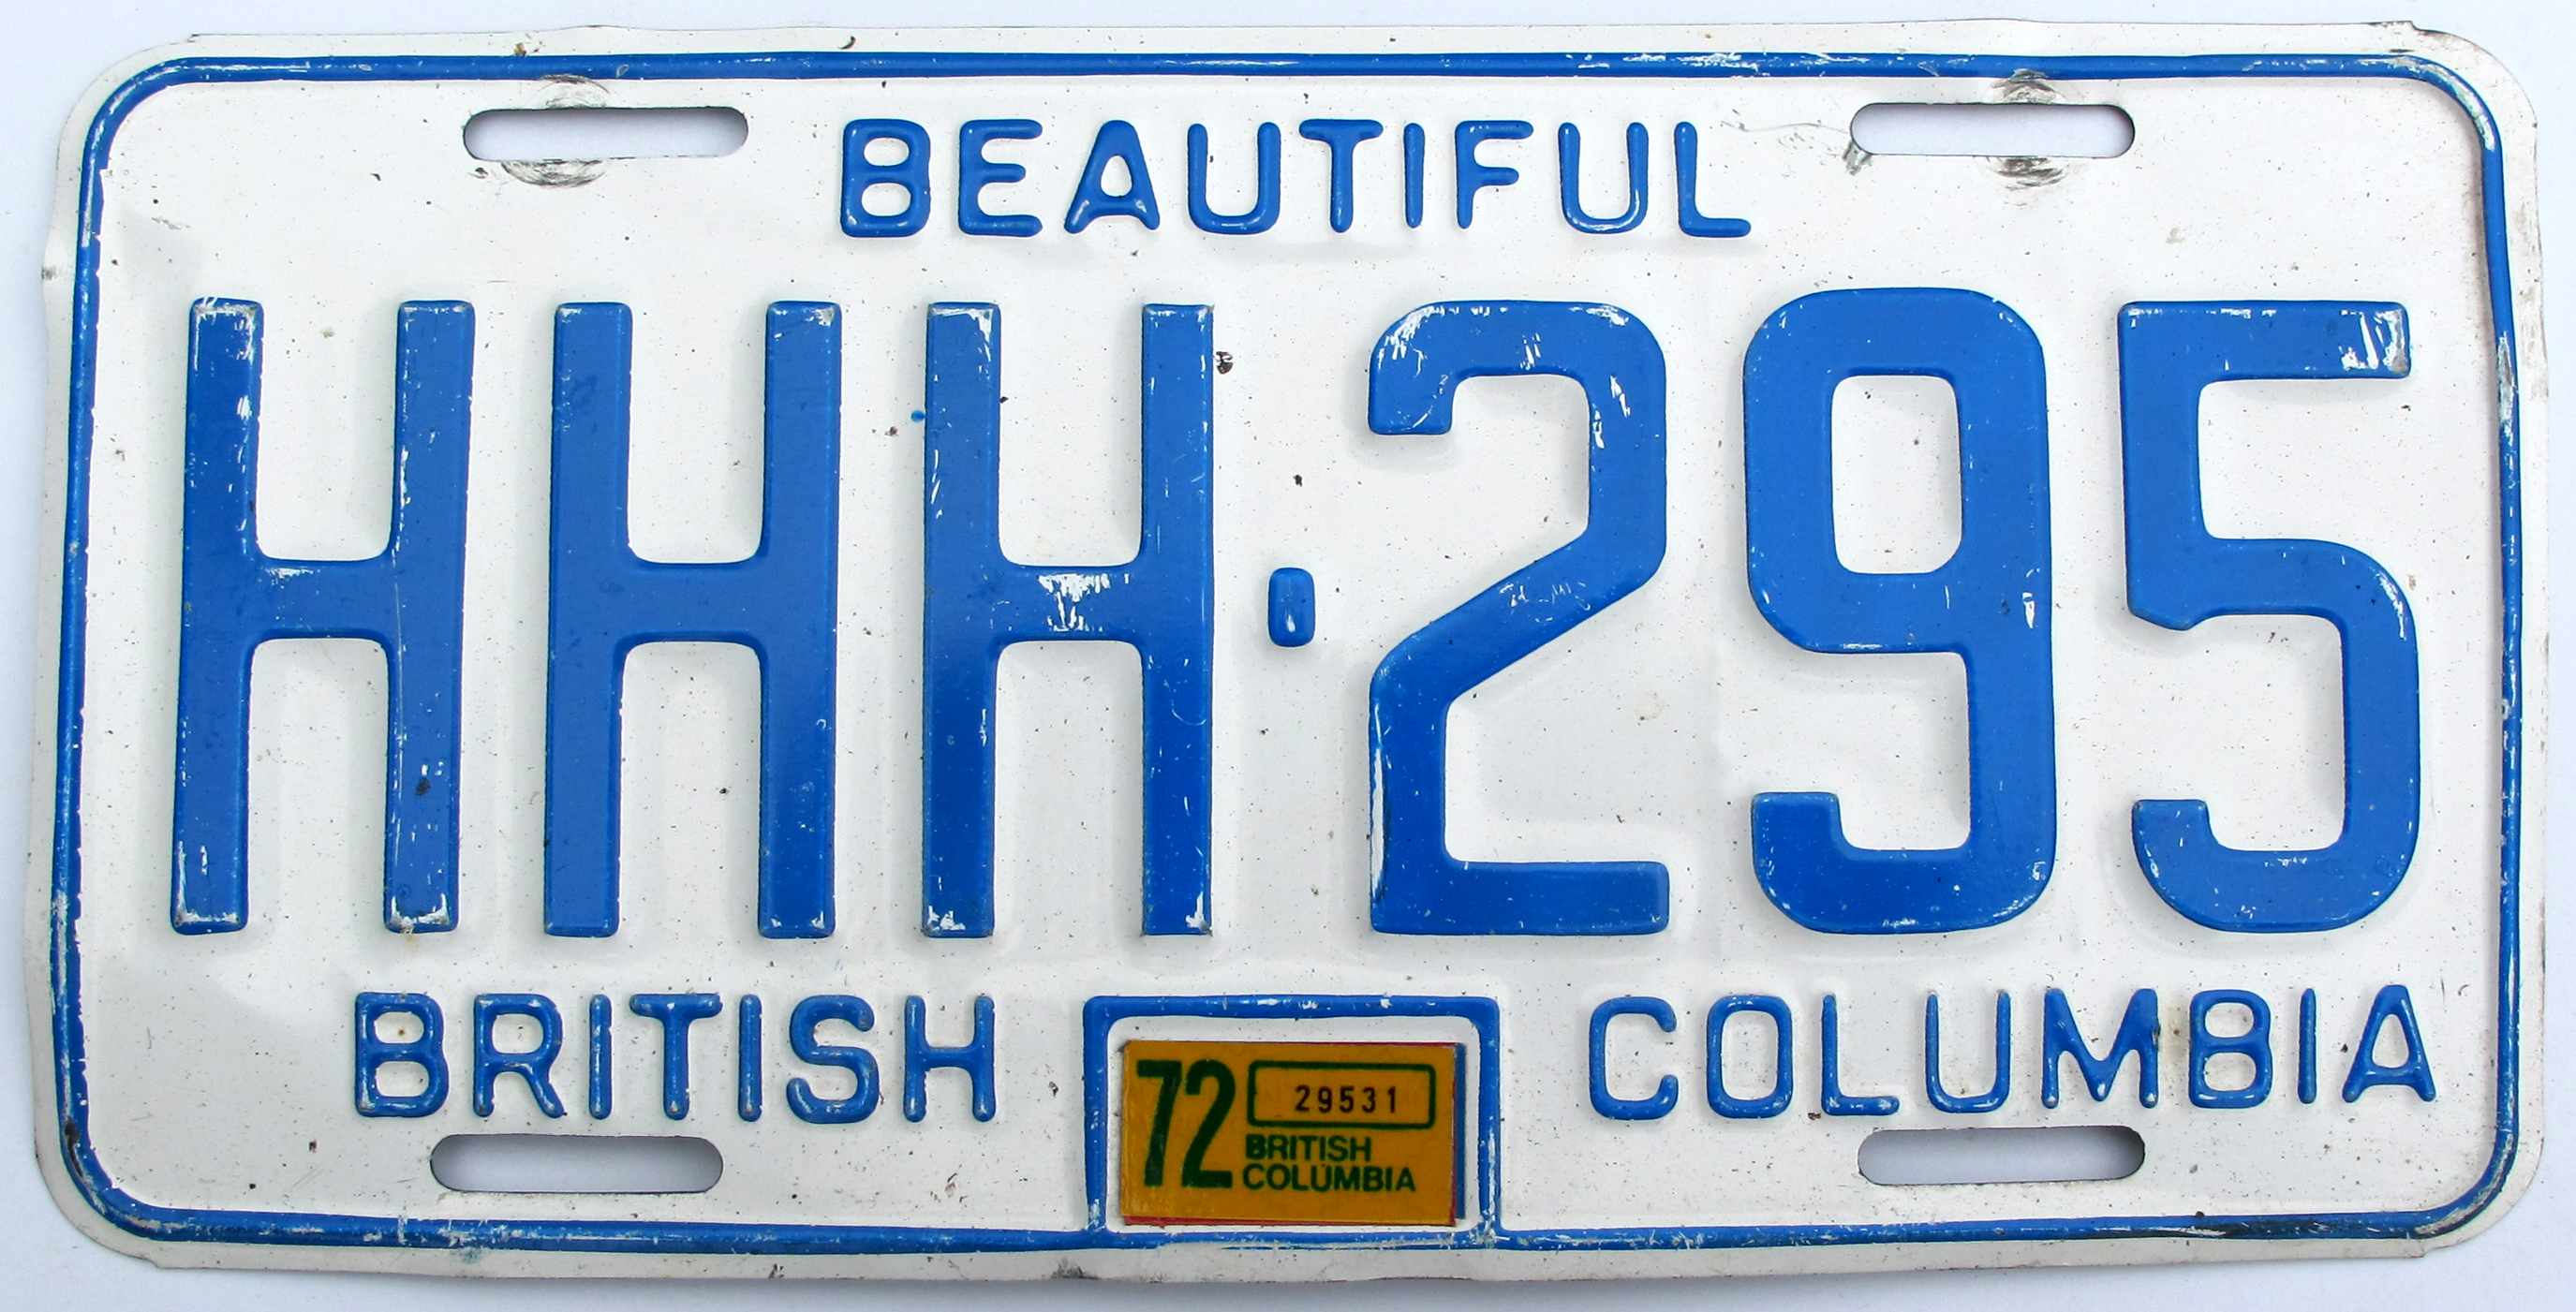 BEAUTIFUL
HHH·295
BRITISH COLUMBIA
72 29531
BRITISH
COLUMBIA